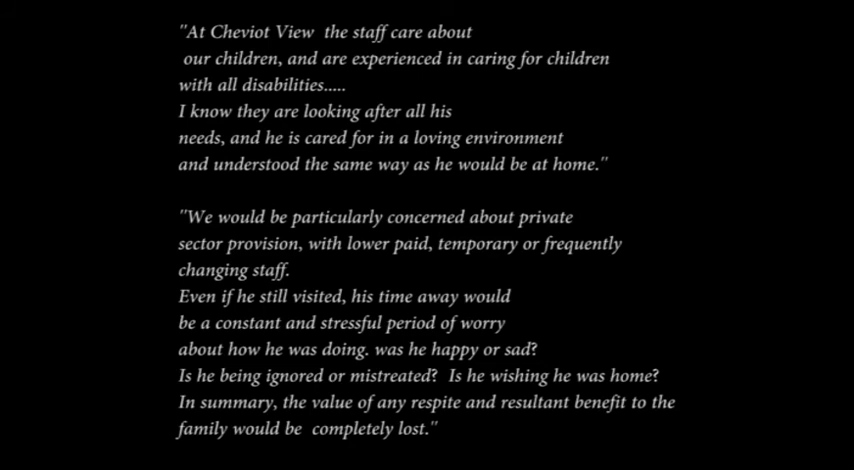 "At Cheviot View  the staff care about
our children, and are experienced in caring for children
with all disabilities.....
I know they are looking after all his
needs, and he is cared for in a loving environment
and understood the same way as he would be at home."
"We would be particularly concerned about private
sector provision, with lower paid, temporary or frequently
changing staff.
Even if he still visited, his time away would
be a constant and stressful period of worry
about how he was doing. was he happy or sad?
Is he being ignored or mistreated?  Is he wishing he was home?
In summary, the value of any respite and resultant benefit to the
family would be  completely lost."